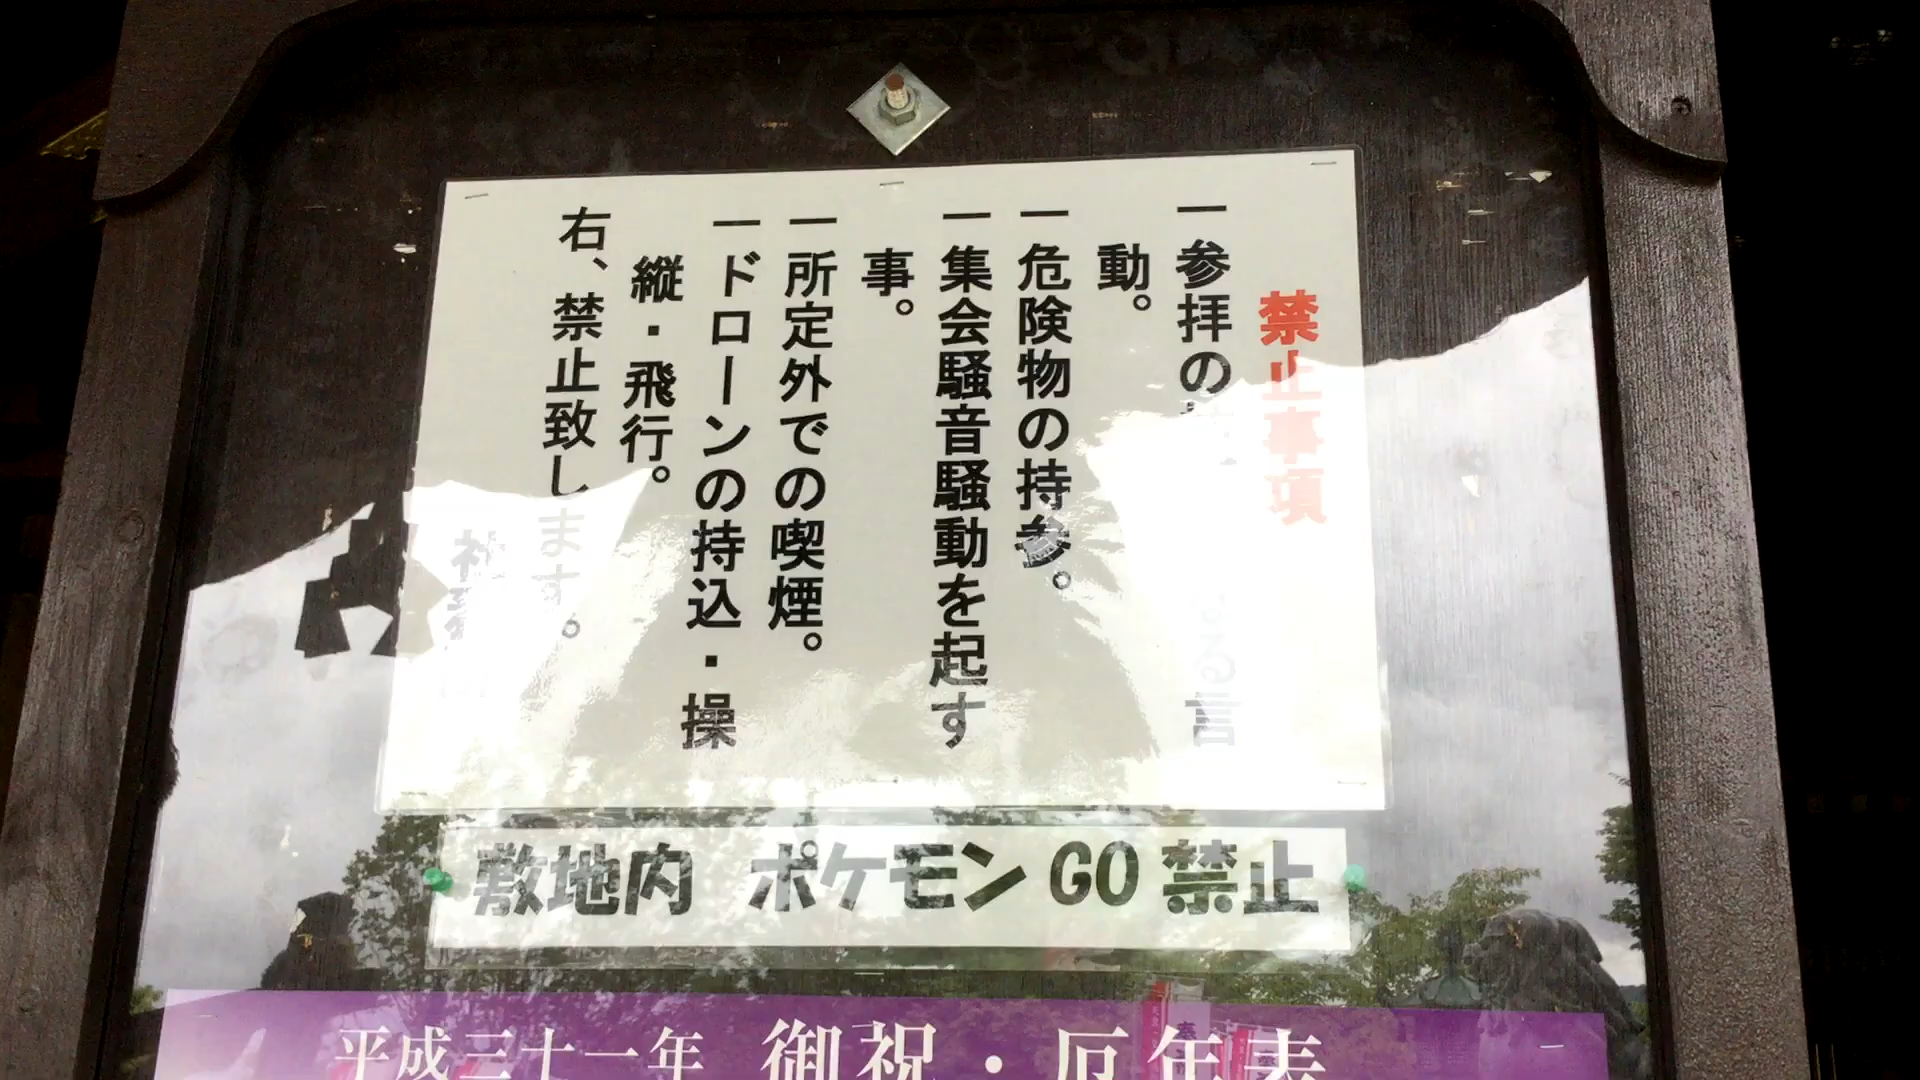 禁止事項
一参拝の
動。
一危険物の持参。
一集会騒音騒動を起す
事。
一所定外での喫煙。
一ドローンの持込・操
縦・飛行。
右、禁止致します。
敷地内 ポケモンGO禁止
平成三十一年 御祝・厄年表